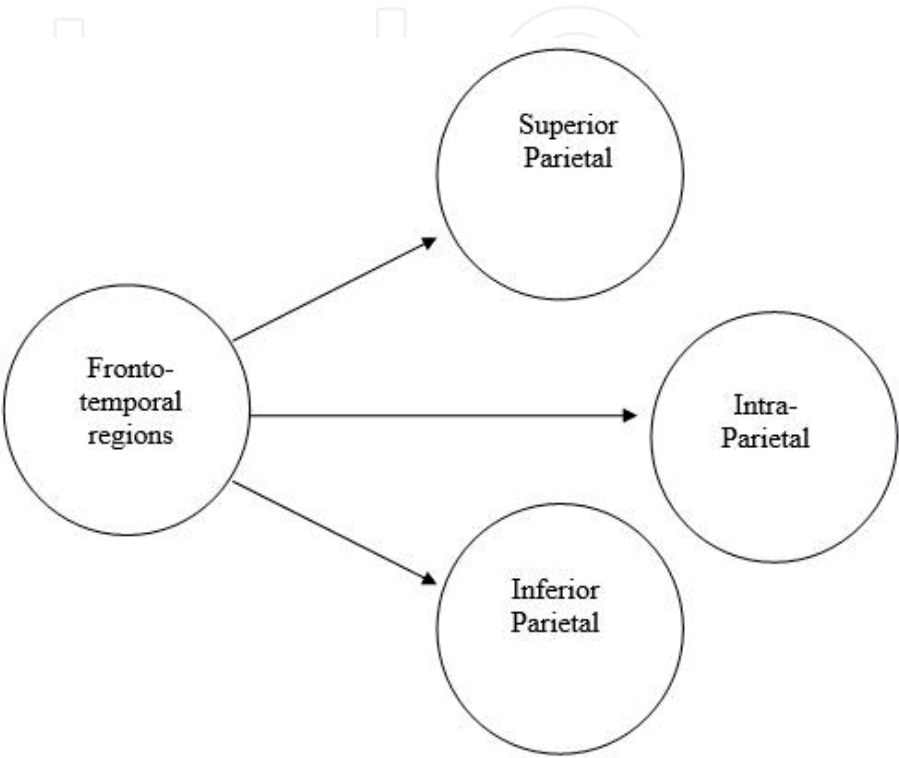 Superior
Parietal
Fronto-
temporal
regions
Intra-
Parietal
Inferior
Parietal